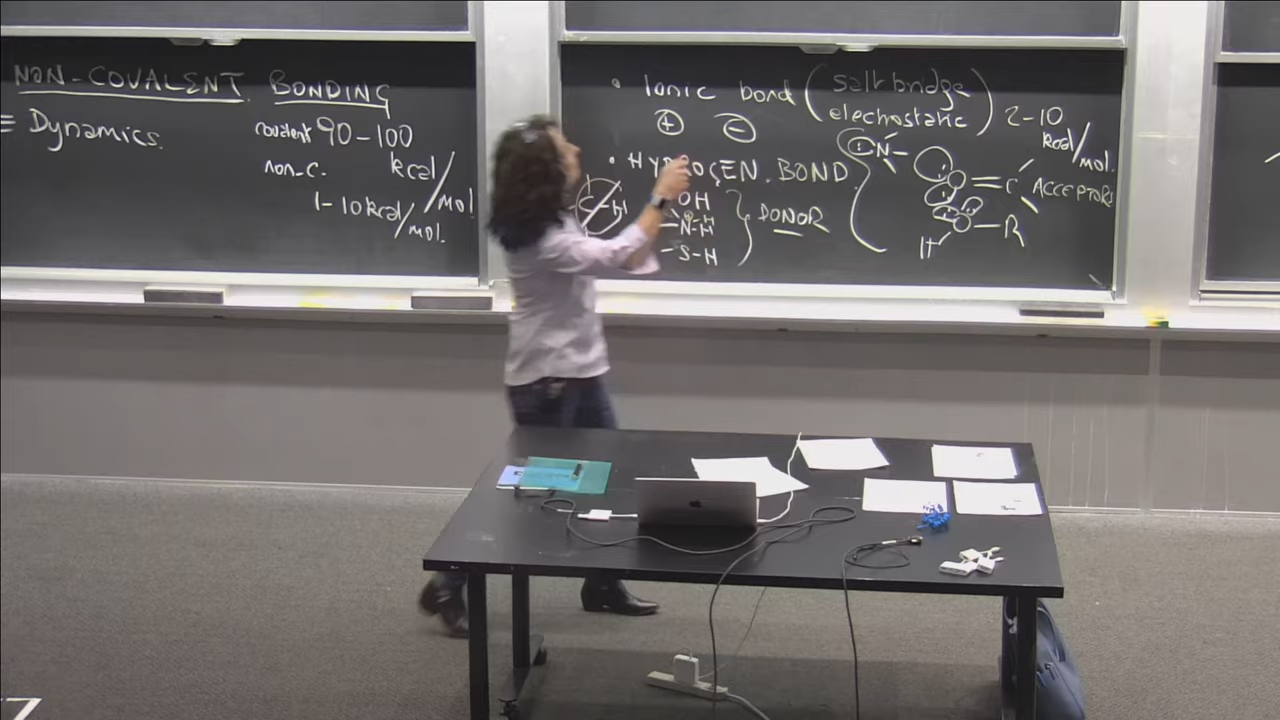 NON-COVALENT BONDING
= Dynamics.
covalent 90-100
kcal/mol
non-c.
1-10 kcal/mol.
• Ionic bond (salt bridge
electrostatic) 2-10
kcal/mol.
+ -
• HYDROGEN BOND.
C-H
OH
N-H
S-H
DONOR
N
=C
ACCEPTORS
R
H